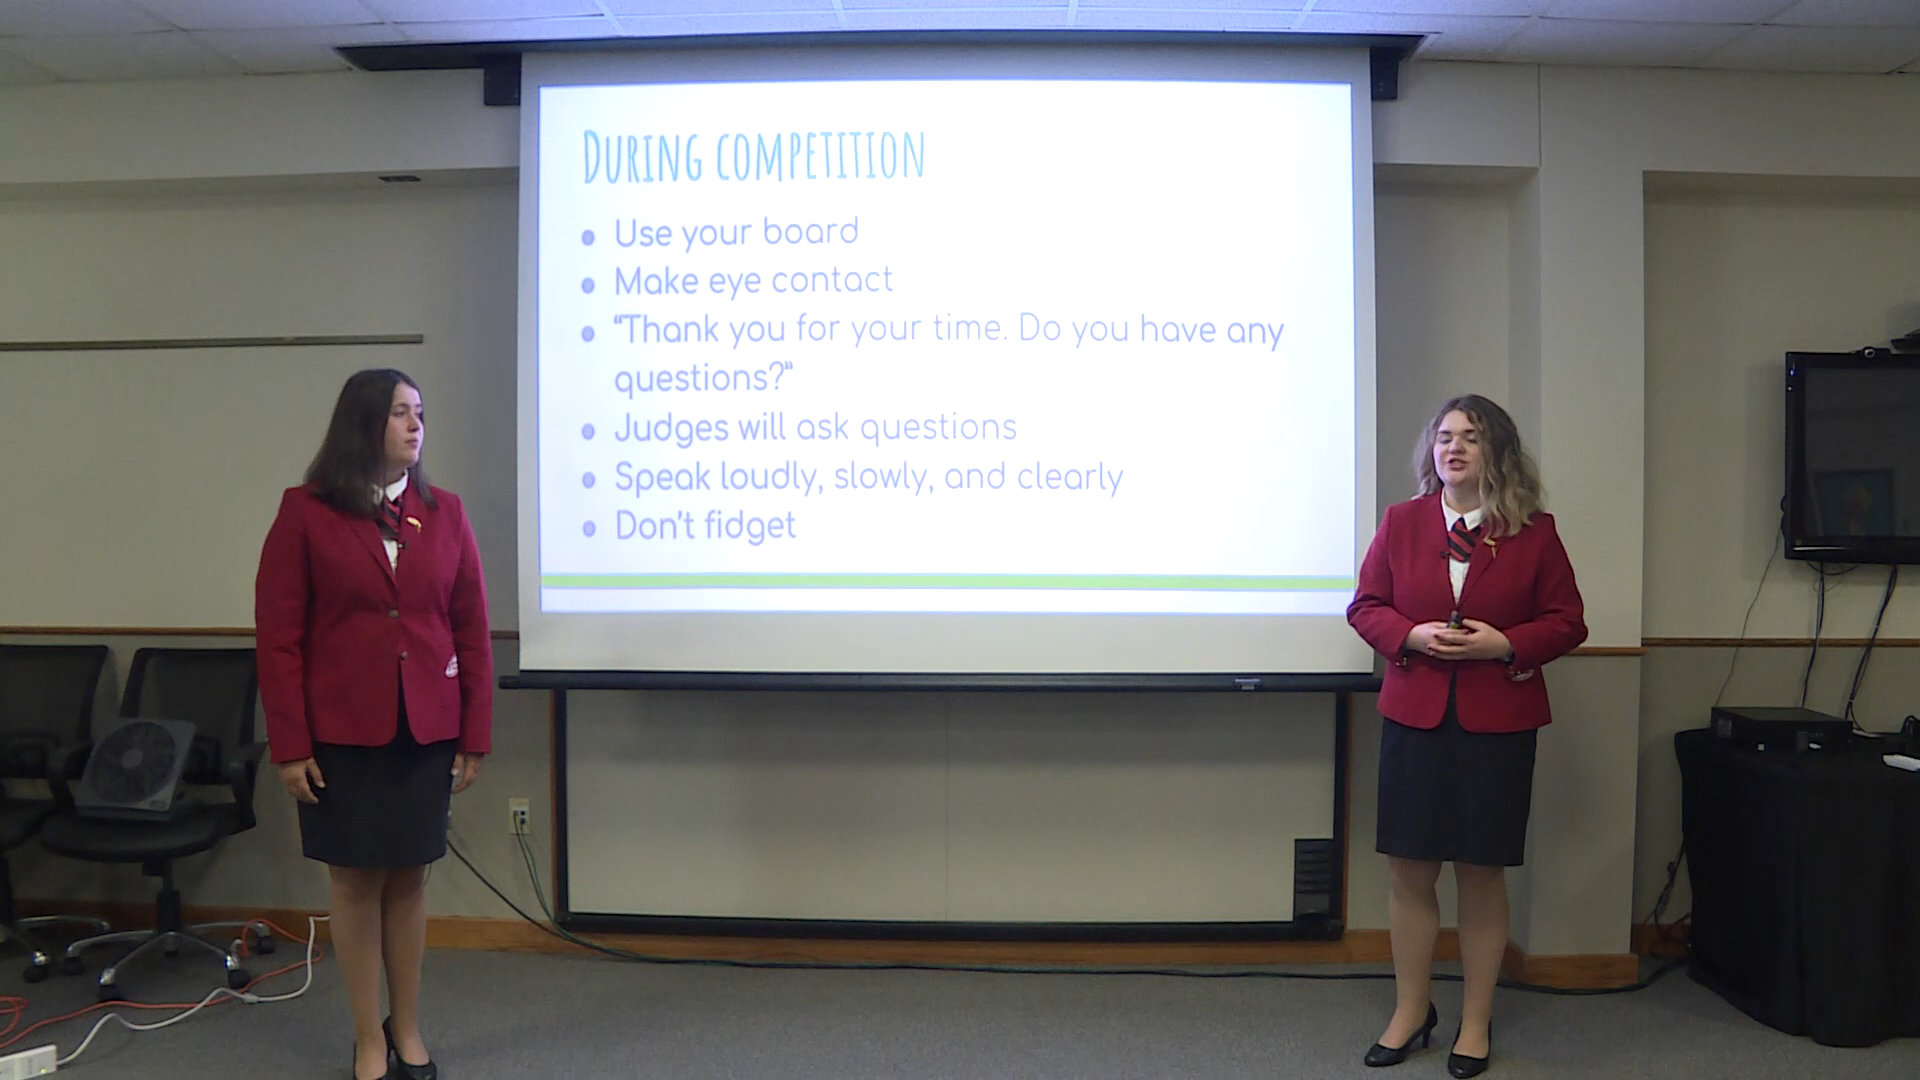 DURING COMPETITION
● Use your board
● Make eye contact
● “Thank you for your time. Do you have any
questions?”
● Judges will ask questions
● Speak loudly, slowly, and clearly
● Don't fidget